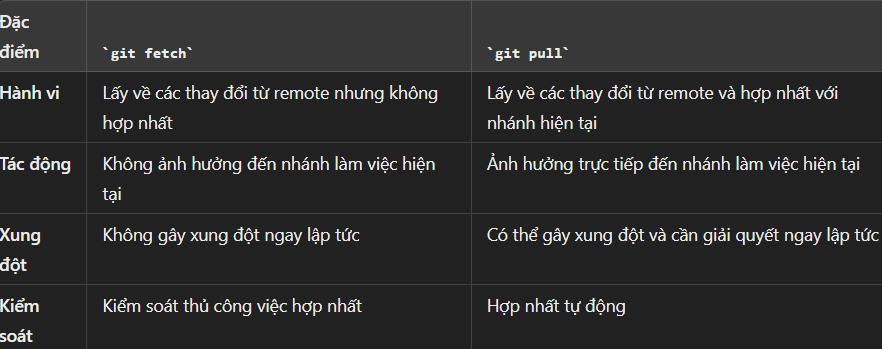 Đặc
điểm
`git fetch`
`git pull`
Hành vi
Lấy về các thay đổi từ remote nhưng không
hợp nhất
Lấy về các thay đổi từ remote và hợp nhất với
nhánh hiện tại
Tác động
Không ảnh hưởng đến nhánh làm việc hiện
tại
Ảnh hưởng trực tiếp đến nhánh làm việc hiện tại
Xung
đột
Không gây xung đột ngay lập tức
Có thể gây xung đột và cần giải quyết ngay lập tức
Kiểm
soát
Kiểm soát thủ công việc hợp nhất
Hợp nhất tự động